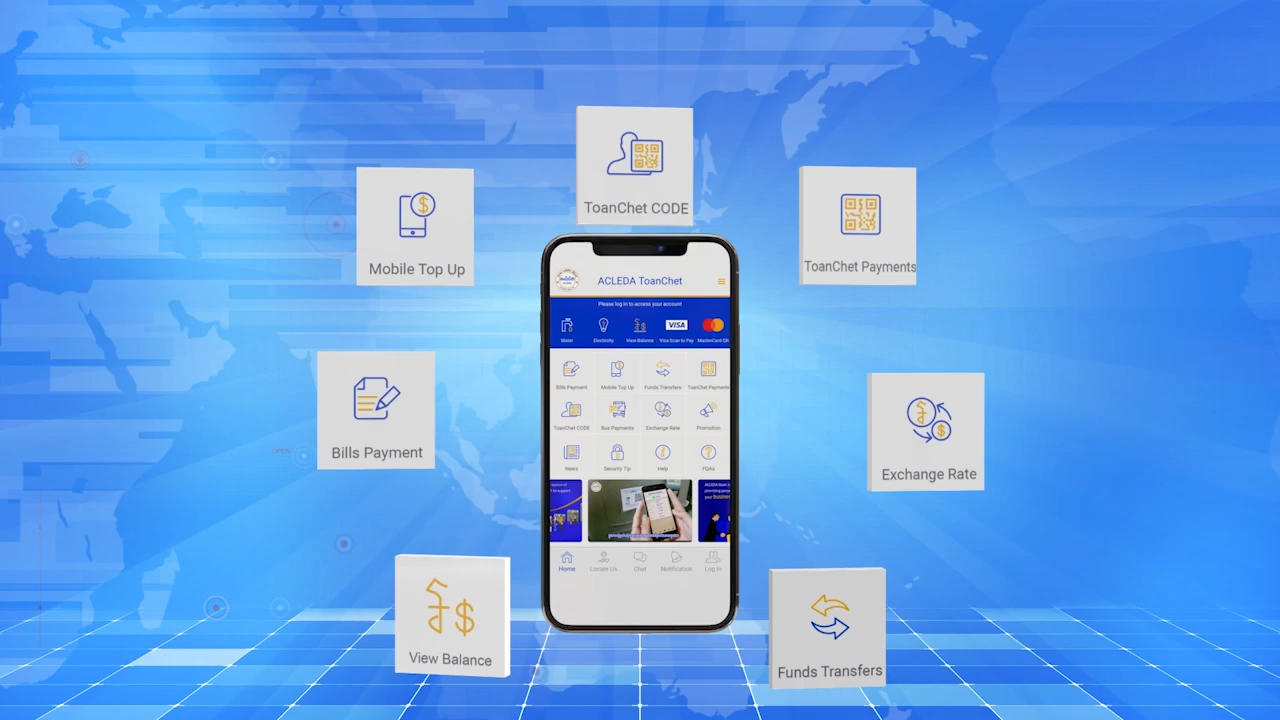 ToanChet CODE
Mobile Top Up
ToanChet Payments
ACLEDA ToanChet
Please log in to access your account
VISA
Water
Electricity
View Balance
Visa Scan to Pay
MasterCard QR
Bills Payment
Mobile Top Up
Funds Transfers
ToanChet Payments
ToanChet CODE
Bus Payments
Exchange Rate
Promotion
News
Security Tip
Help
FQAs
Bills Payment
Exchange Rate
OPEN
Home
Locate Us
Chat
Notification
Log In
View Balance
Funds Transfers